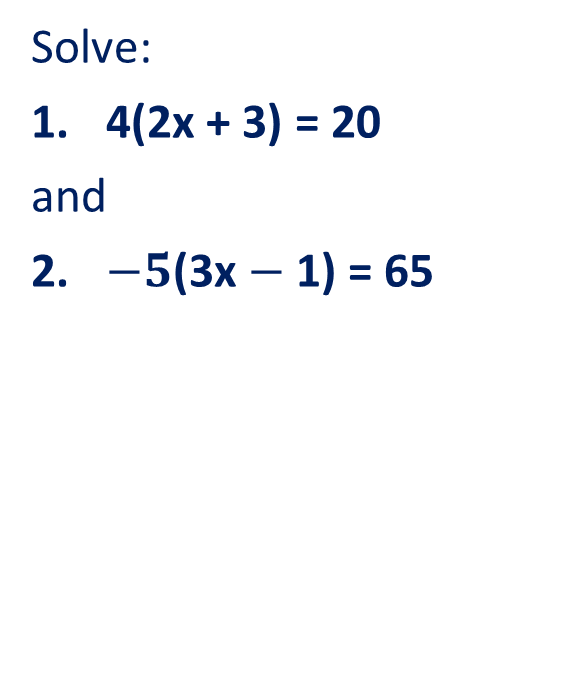 Solve:
1. 4(2x + 3) = 20
and
2. −5(3x − 1) = 65